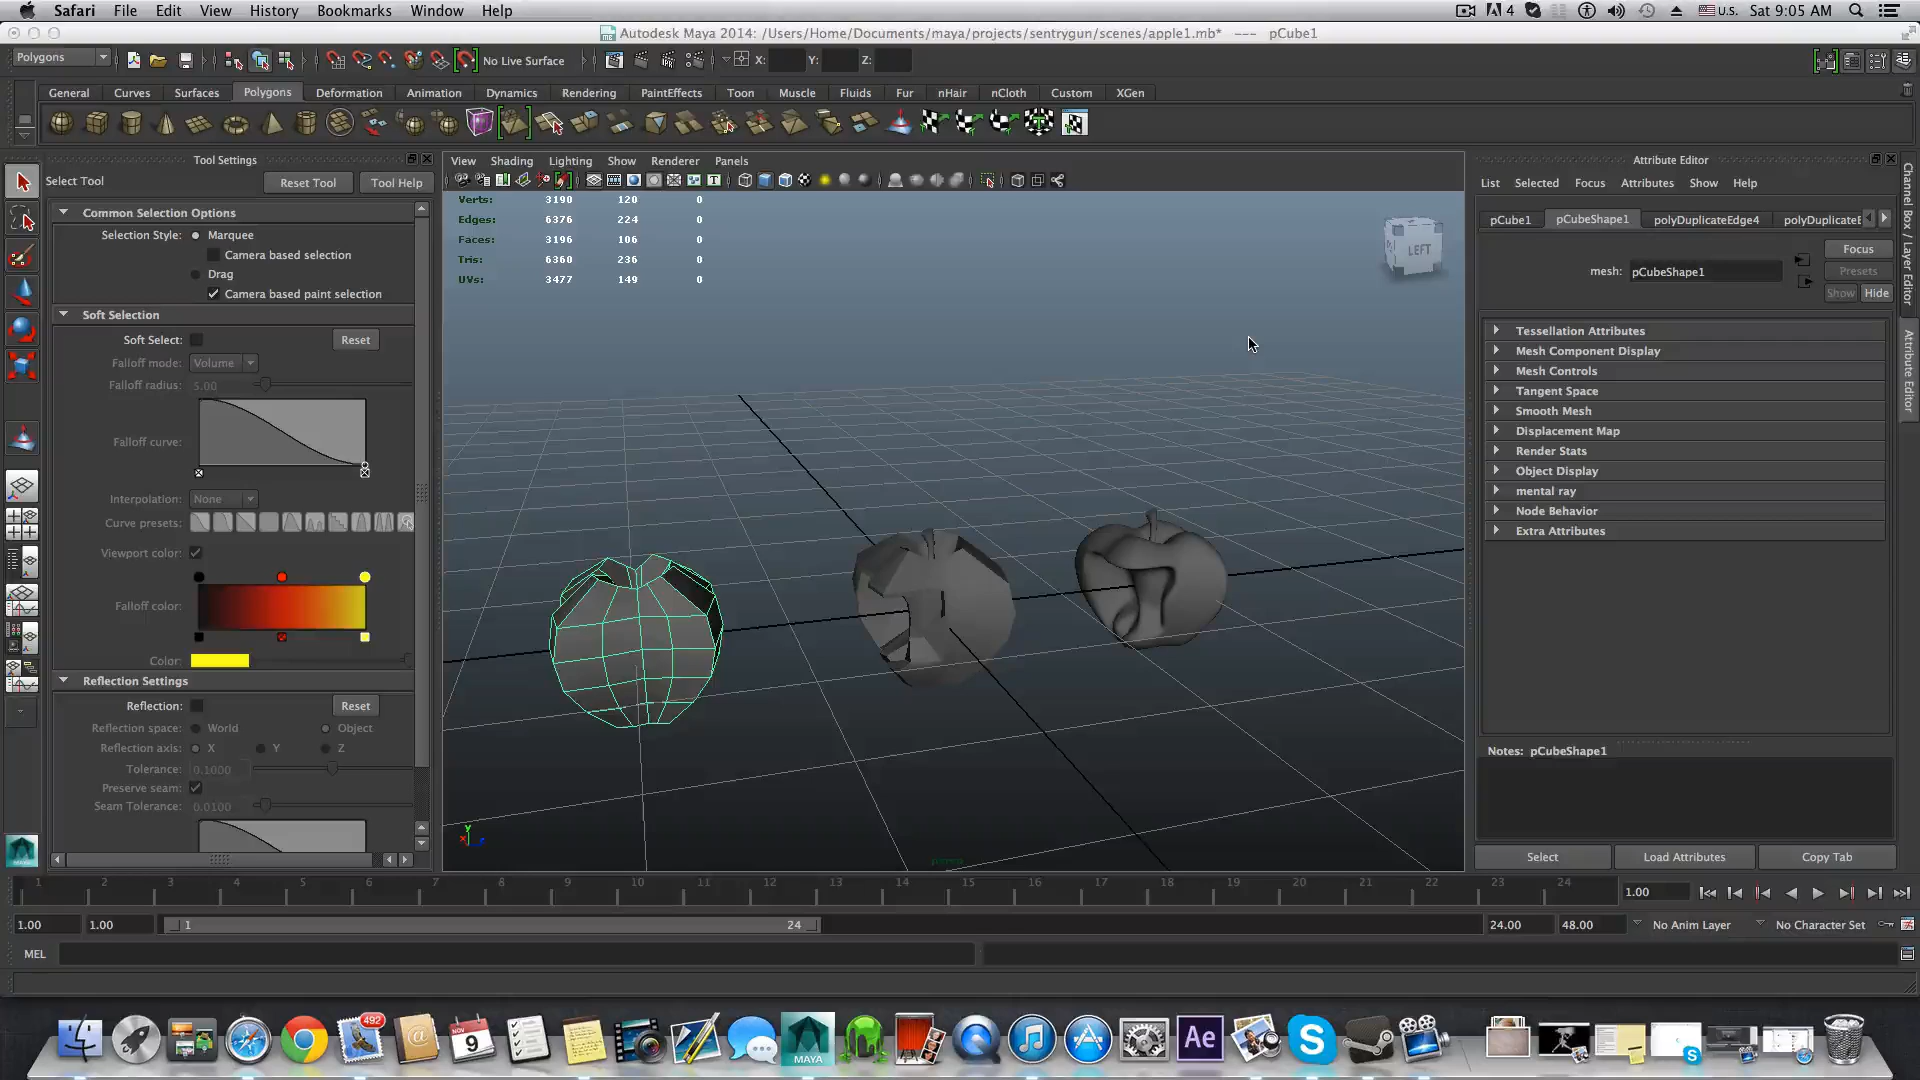 Safari File Edit View History Bookmarks Window Help 4 U.S. Sat 9:05 AM
Autodesk Maya 2014: /Users/Home/Documents/maya/projects/sentrygun/scenes/apple1.mb* --- pCube1
Polygons No Live Surface X: Y: Z:
General Curves Surfaces Polygons Deformation Animation Dynamics Rendering PaintEffects Toon Muscle Fluids Fur nHair nCloth Custom XGen
Tool Settings
Select Tool Reset Tool Tool Help
Common Selection Options
Selection Style: Marquee
Camera based selection
Drag
Camera based paint selection
Soft Selection
Soft Select: Reset
Falloff mode: Volume
Falloff radius: 5.00
Falloff curve:
Interpolation: None
Curve presets:
Viewport color:
Falloff color:
Color:
Reflection Settings
Reflection: Reset
Reflection space: World Object
Reflection axis: X Y Z
Tolerance: 0.1000
Preserve seam:
Seam Tolerance: 0.0100
View Shading Lighting Show Renderer Panels
Verts: 3190 120 0
Edges: 6376 224 0
Faces: 3196 106 0
Tris: 6360 236 0
UVs: 3477 149 0
LEFT
persp
Attribute Editor
List Selected Focus Attributes Show Help
pCube1 pCubeShape1 polyDuplicateEdge4 polyDuplicateE
Focus
mesh: pCubeShape1 Presets
Show Hide
Tessellation Attributes
Mesh Component Display
Mesh Controls
Tangent Space
Smooth Mesh
Displacement Map
Render Stats
Object Display
mental ray
Node Behavior
Extra Attributes
Notes: pCubeShape1
Select Load Attributes Copy Tab
Channel Box / Layer Editor
Attribute Editor
1 2 3 4 5 6 7 8 9 10 11 12 13 14 15 16 17 18 19 20 21 22 23 24 1.00
1.00 1.00 1 24 24.00 48.00 No Anim Layer No Character Set
MEL
492 NOV 9 MAYA Ae